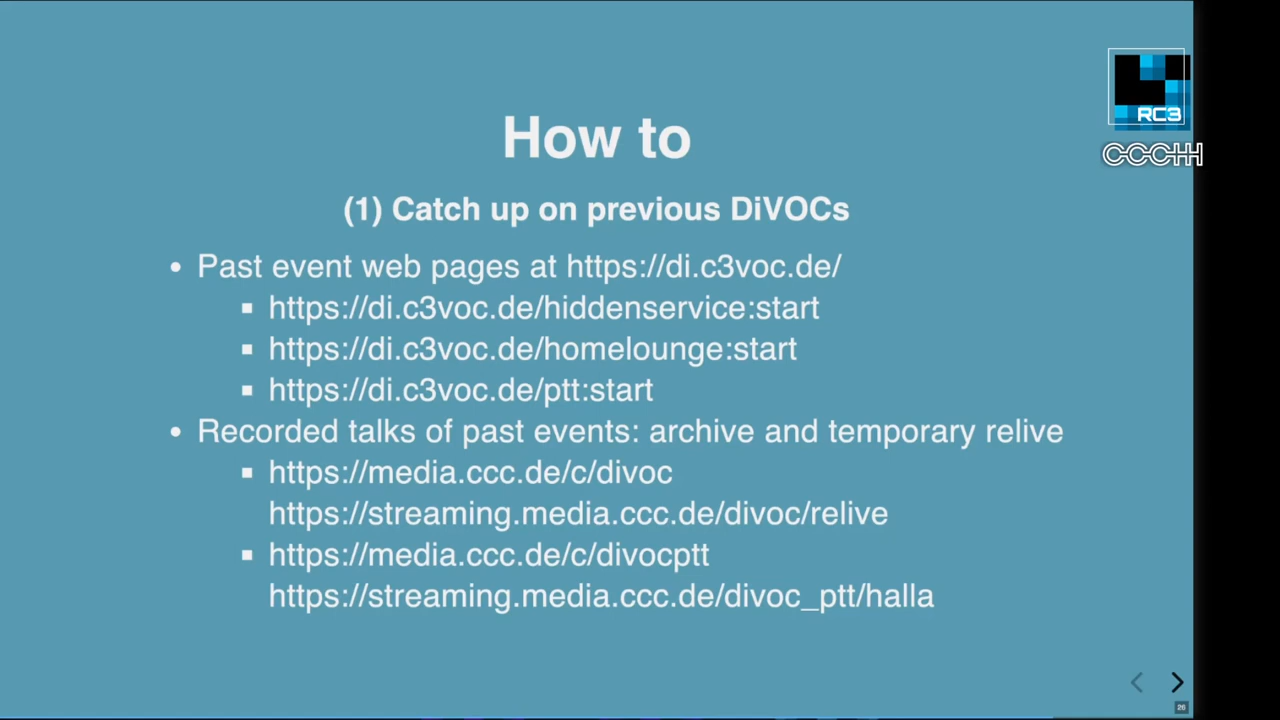 RC3
CCCHH
How to
(1) Catch up on previous DiVOCs
• Past event web pages at https://di.c3voc.de/
▪ https://di.c3voc.de/hiddenservice:start
▪ https://di.c3voc.de/homelounge:start
▪ https://di.c3voc.de/ptt:start
• Recorded talks of past events: archive and temporary relive
▪ https://media.ccc.de/c/divoc
https://streaming.media.ccc.de/divoc/relive
▪ https://media.ccc.de/c/divocptt
https://streaming.media.ccc.de/divoc_ptt/halla
26